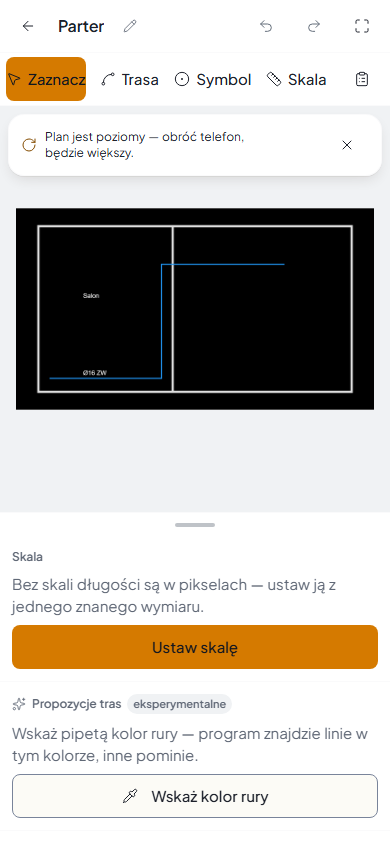 Parter
Zaznacz
Trasa
Symbol
Skala
Plan jest poziomy — obróć telefon,
będzie większy.
Salon
Ø16 ZW
Skala
Bez skali długości są w pikselach — ustaw ją z
jednego znanego wymiaru.
Ustaw skalę
Propozycje tras
eksperymentalne
Wskaż pipetą kolor rury — program znajdzie linie w
tym kolorze, inne pominie.
Wskaż kolor rury